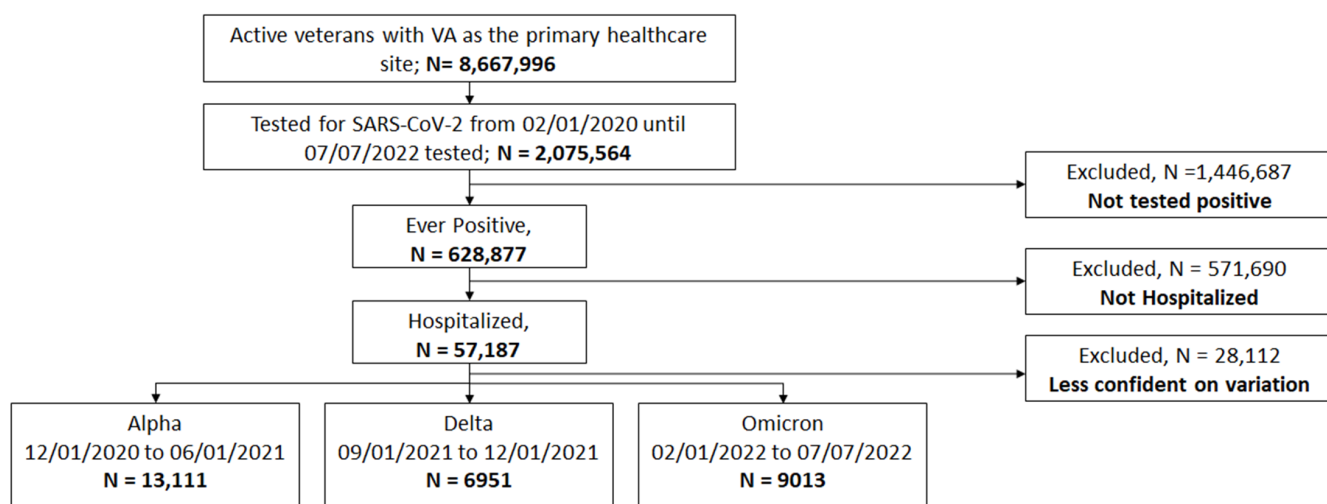 Active veterans with VA as the primary healthcare
site; N= 8,667,996
Tested for SARS-CoV-2 from 02/01/2020 until
07/07/2022 tested; N = 2,075,564
Excluded, N =1,446,687
Not tested positive
Ever Positive,
N = 628,877
Excluded, N = 571,690
Not Hospitalized
Hospitalized,
N = 57,187
Excluded, N = 28,112
Less confident on variation
Alpha
12/01/2020 to 06/01/2021
N = 13,111
Delta
09/01/2021 to 12/01/2021
N = 6951
Omicron
02/01/2022 to 07/07/2022
N = 9013